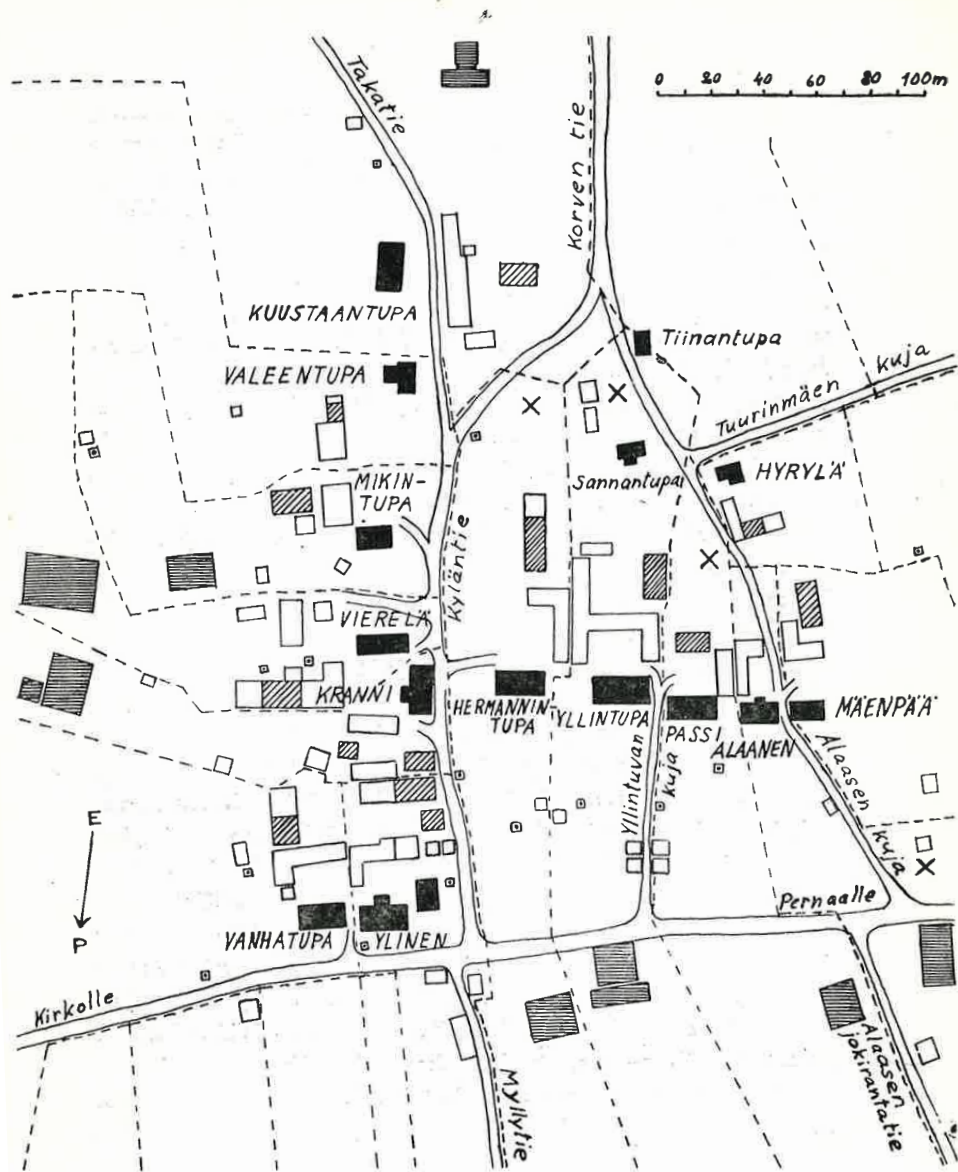 0 20 40 60 80 100m
Takatie
Korven tie
KUUSTAANTUPA
Tiinantupa
VALEENTUPA
Tuurinmäen kuja
HYRYLÄ
MIKIN-
TUPA
Sannantupa
Kyläntie
VIERELÄ
KRANNI
HERMANNIN-
TUPA
YLLINTUPA
PASSI
ALAANEN
MÄENPÄÄ
Yllintuvan
kuja
Alaasen
kuja
E
P
Pernaalle
VANHATUPA
YLINEN
Kirkolle
Myllytie
Alaasen
jokirantatie